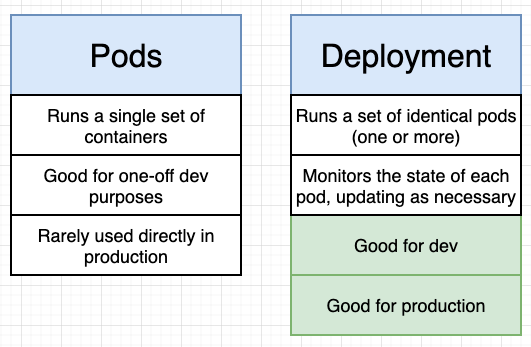 Pods
Runs a single set of
containers
Good for one-off dev
purposes
Rarely used directly in
production
Deployment
Runs a set of identical pods
(one or more)
Monitors the state of each
pod, updating as necessary
Good for dev
Good for production